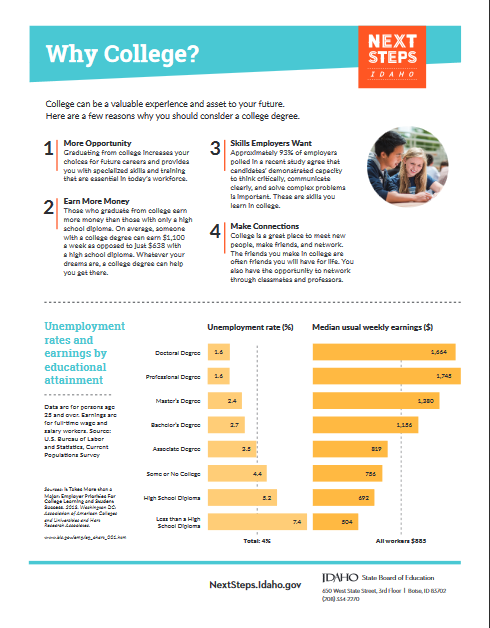 Why College?
NEXT
STEPS
IDAHO
College can be a valuable experience and asset to your future.
Here are a few reasons why you should consider a college degree.
1 More Opportunity
Graduating from college increases your
choices for future careers and provides
you with specialized skills and training
that are essential in today's workforce.
2 Earn More Money
Those who graduate from college earn
more money than those with only a high
school diploma. On average, someone
with a college degree can earn $1,100
a week as opposed to just $638 with
a high school diploma. Whatever your
dreams are, a college degree can help
you get there.
3 Skills Employers Want
Approximately 93% of employers
polled in a recent study agree that
candidates' demonstrated capacity
to think critically, communicate
clearly, and solve complex problems
is important. These are skills you
learn in college.
4 Make Connections
College is a great place to meet new
people, make friends, and network.
The friends you make in college are
often friends you will have for life. You
also have the opportunity to network
through classmates and professors.
Unemployment
rates and
earnings by
educational
attainment
Data are for persons age
25 and over. Earnings are
for full-time wage and
salary workers. Source:
U.S. Bureau of Labor
and Statistics, Current
Populations Survey
Sources: It Takes More than a
Major: Employer Priorities For
College Learning and Student
Success. 2013. Washington DC:
Association of American Colleges
and Universities and Hart
Research Associates.
Unemployment rate (%) Median usual weekly earnings ($)
Doctoral Degree 1.6 1,664
Professional Degree 1.6 1,745
Master's Degree 2.4 1,380
Bachelor's Degree 2.7 1,156
Associate Degree 3.5 819
Some or No College 4.4 756
High School Diploma 5.2 692
Less than a High
School Diploma 7.4 504
Total: 4% All workers $885
NextSteps.Idaho.gov
IDAHO State Board of Education
650 West State Street, 3rd Floor | Boise, ID 83702
(208) 334-2270